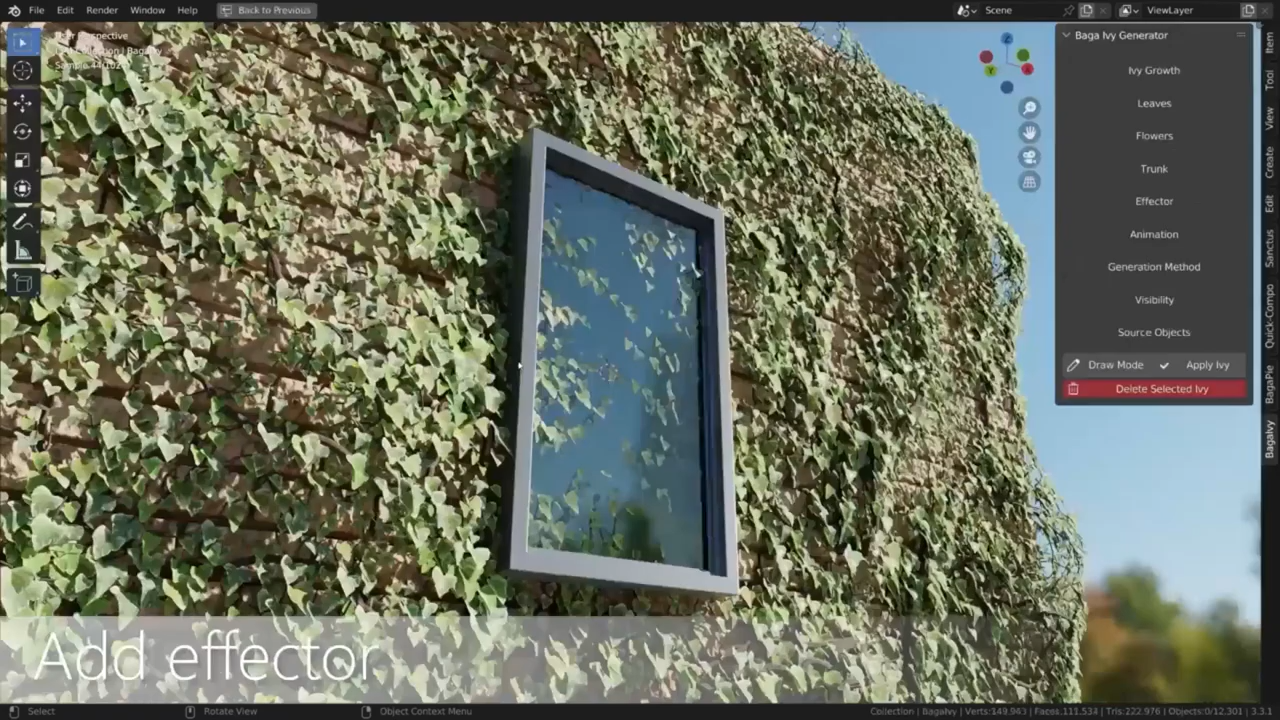 File Edit Render Window Help Back to Previous
Scene
ViewLayer
User Perspective
Baga Ivy Generator
Ivy Growth
Leaves
Flowers
Trunk
Effector
Animation
Generation Method
Visibility
Source Objects
Draw Mode Apply Ivy
Delete Selected Ivy
Item
Tool
View
Create
Edit
Sanctus
Quick-Compo
BagaPie
BagaIvy
Z
Y
X
Add effector
Select Rotate View Object Context Menu